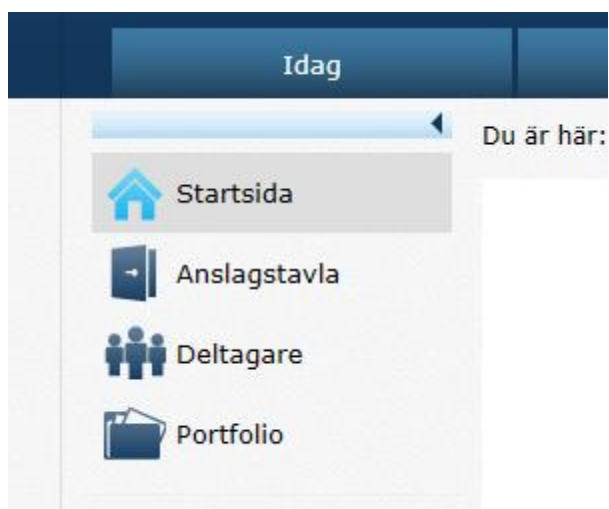 Idag
Du är här:
Startsida
Anslagstavla
Deltagare
Portfolio